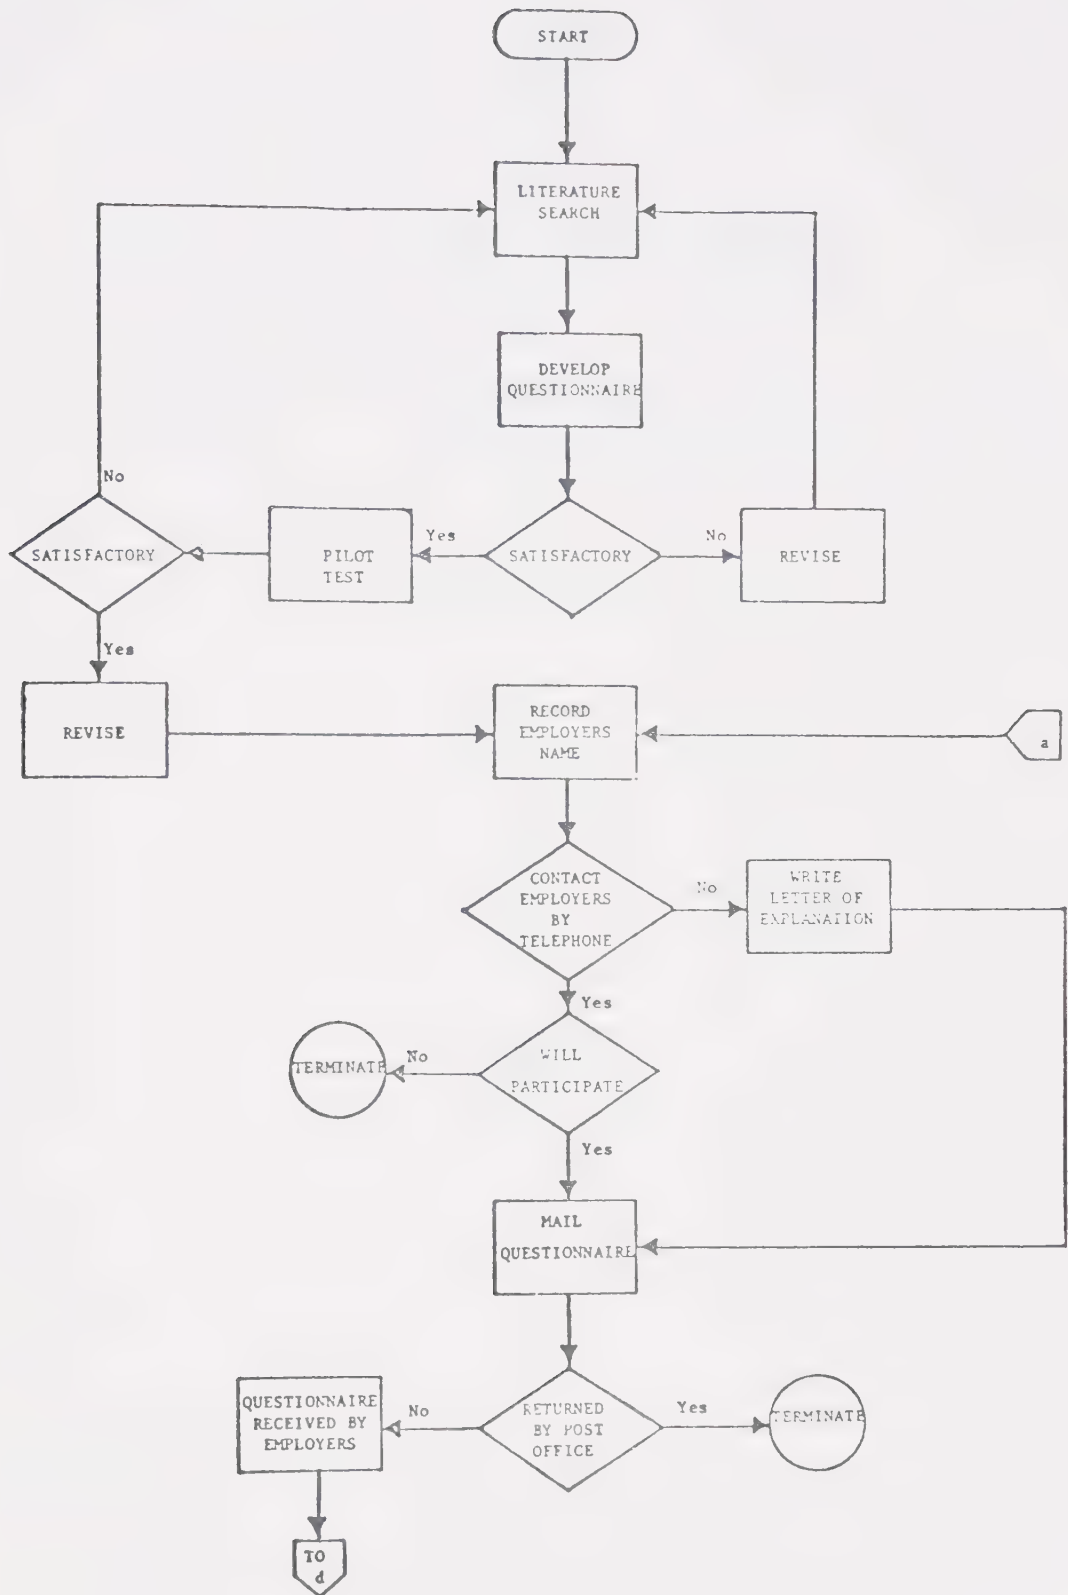 START
LITERATURE
SEARCH
DEVELOP
QUESTIONNAIRE
No
SATISFACTORY
PILOT
TEST
Yes
SATISFACTORY
No
REVISE
Yes
REVISE
RECORD
EMPLOYERS
NAME
a
CONTACT
EMPLOYERS
BY
TELEPHONE
No
WRITE
LETTER OF
EXPLANATION
Yes
TERMINATE
No
WILL
PARTICIPATE
Yes
MAIL
QUESTIONNAIRE
QUESTIONNAIRE
RECEIVED BY
EMPLOYERS
No
RETURNED
BY POST
OFFICE
Yes
TERMINATE
TO
d